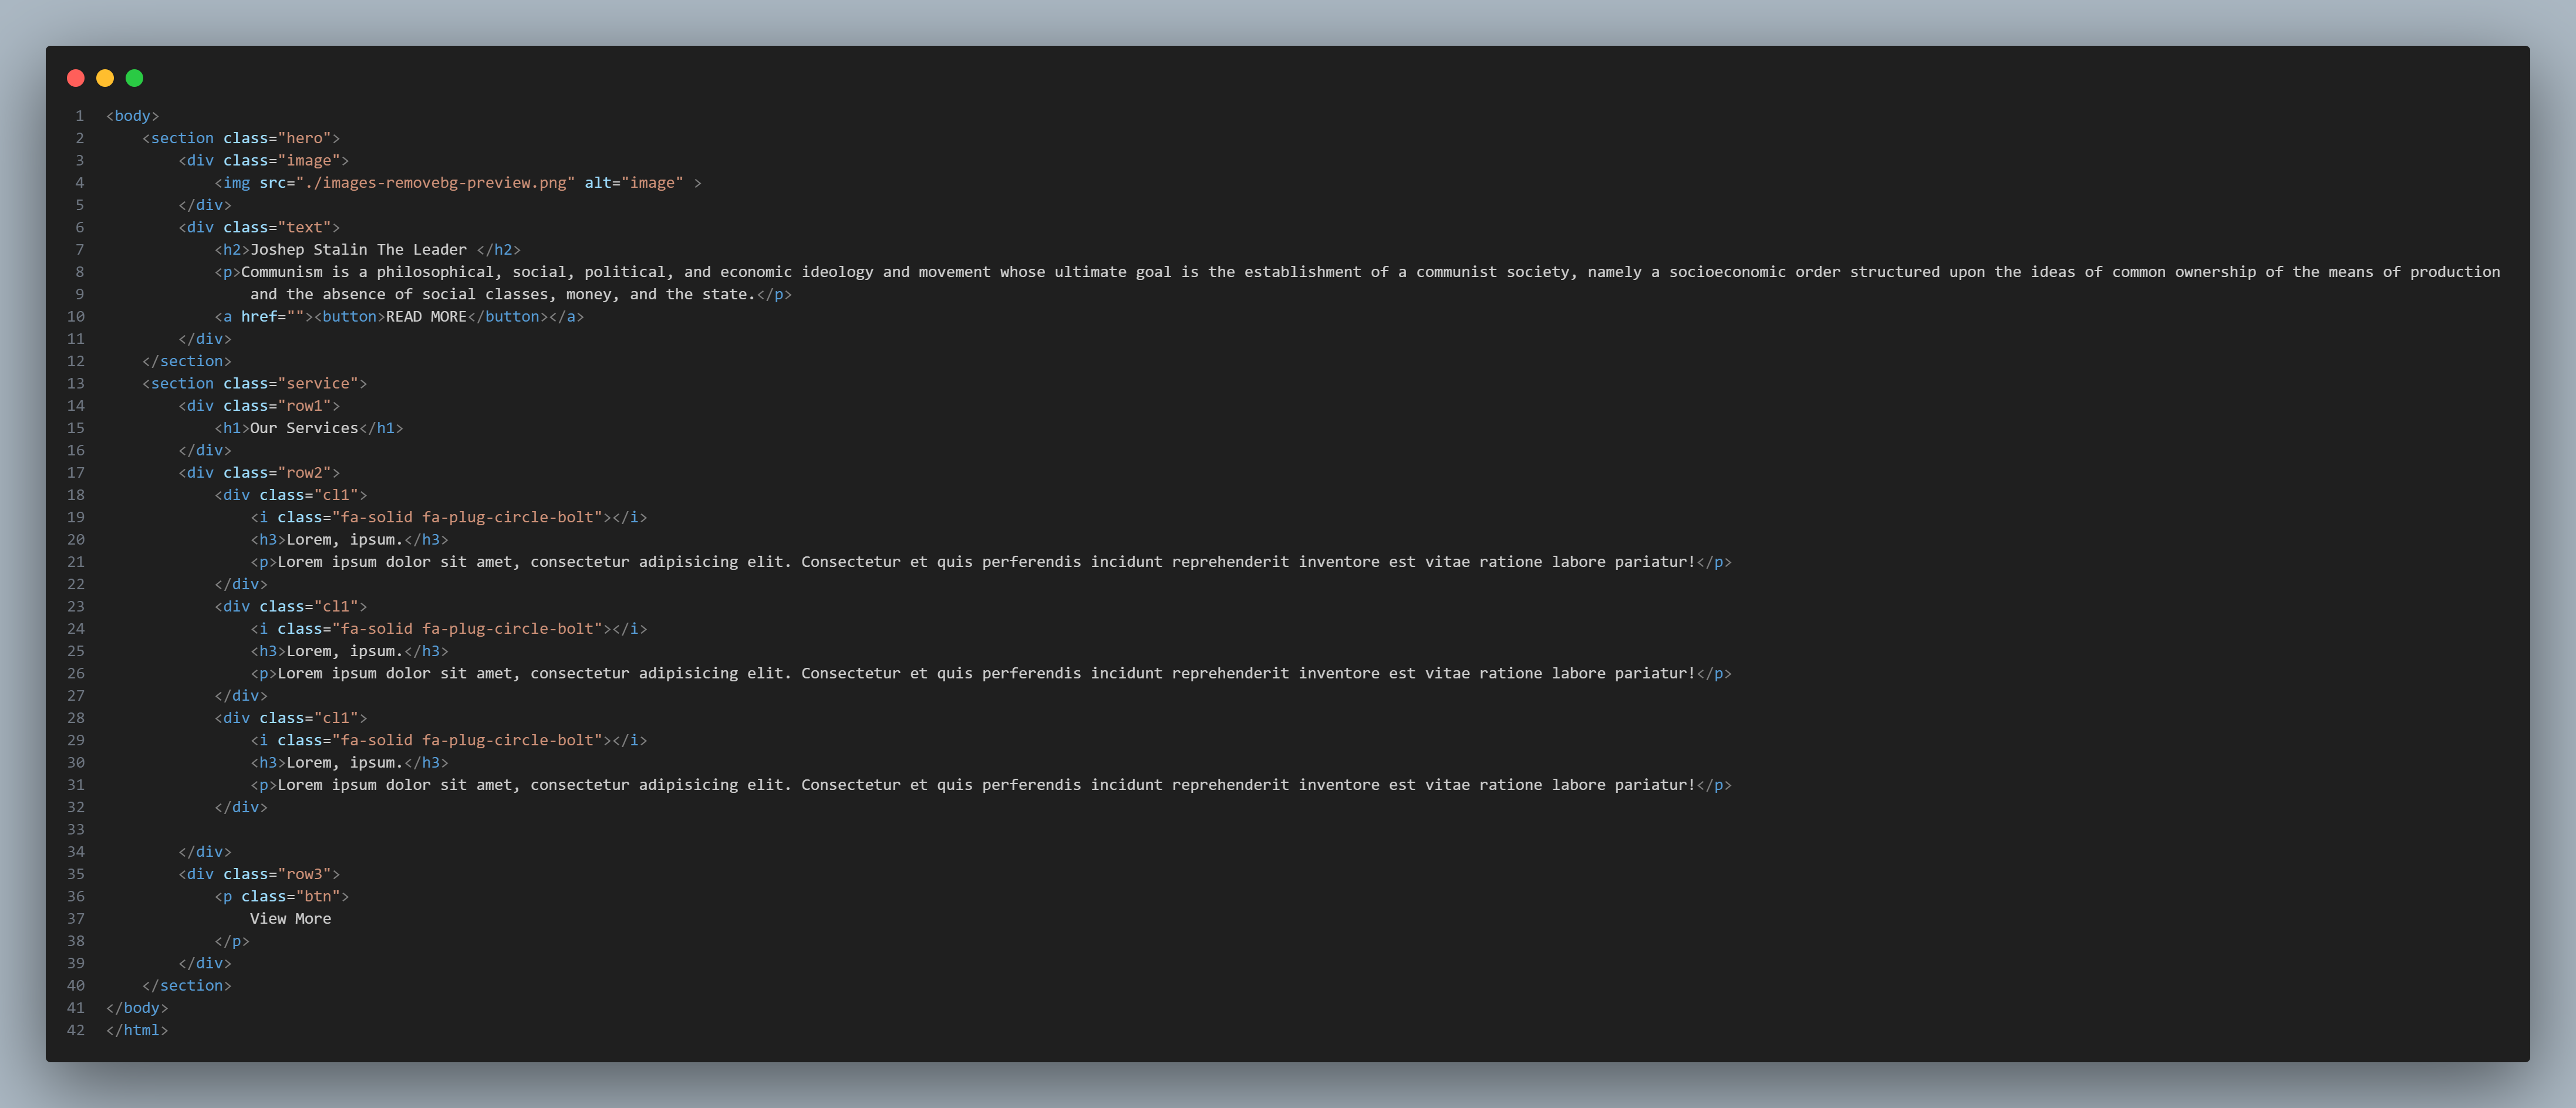 1 <body>
2     <section class="hero">
3         <div class="image">
4             <img src="./images-removebg-preview.png" alt="image" >
5         </div>
6         <div class="text">
7             <h2>Joshep Stalin The Leader </h2>
8             <p>Communism is a philosophical, social, political, and economic ideology and movement whose ultimate goal is the establishment of a communist society, namely a socioeconomic order structured upon the ideas of common ownership of the means of production
9                 and the absence of social classes, money, and the state.</p>
10             <a href=""><button>READ MORE</button></a>
11         </div>
12     </section>
13     <section class="service">
14         <div class="row1">
15             <h1>Our Services</h1>
16         </div>
17         <div class="row2">
18             <div class="cl1">
19                 <i class="fa-solid fa-plug-circle-bolt"></i>
20                 <h3>Lorem, ipsum.</h3>
21                 <p>Lorem ipsum dolor sit amet, consectetur adipisicing elit. Consectetur et quis perferendis incidunt reprehenderit inventore est vitae ratione labore pariatur!</p>
22             </div>
23             <div class="cl1">
24                 <i class="fa-solid fa-plug-circle-bolt"></i>
25                 <h3>Lorem, ipsum.</h3>
26                 <p>Lorem ipsum dolor sit amet, consectetur adipisicing elit. Consectetur et quis perferendis incidunt reprehenderit inventore est vitae ratione labore pariatur!</p>
27             </div>
28             <div class="cl1">
29                 <i class="fa-solid fa-plug-circle-bolt"></i>
30                 <h3>Lorem, ipsum.</h3>
31                 <p>Lorem ipsum dolor sit amet, consectetur adipisicing elit. Consectetur et quis perferendis incidunt reprehenderit inventore est vitae ratione labore pariatur!</p>
32             </div>
33
34         </div>
35         <div class="row3">
36             <p class="btn">
37                 View More
38             </p>
39         </div>
40     </section>
41 </body>
42 </html>